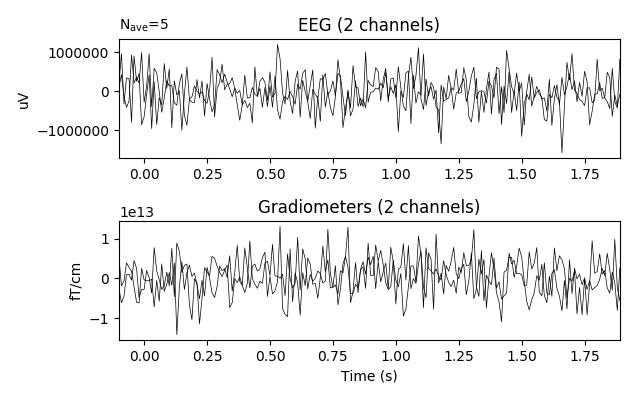 N_ave=5
EEG (2 channels)
1000000
0
−1000000
uV
0.00 0.25 0.50 0.75 1.00 1.25 1.50 1.75
1e13
Gradiometers (2 channels)
1
0
−1
fT/cm
0.00 0.25 0.50 0.75 1.00 1.25 1.50 1.75
Time (s)